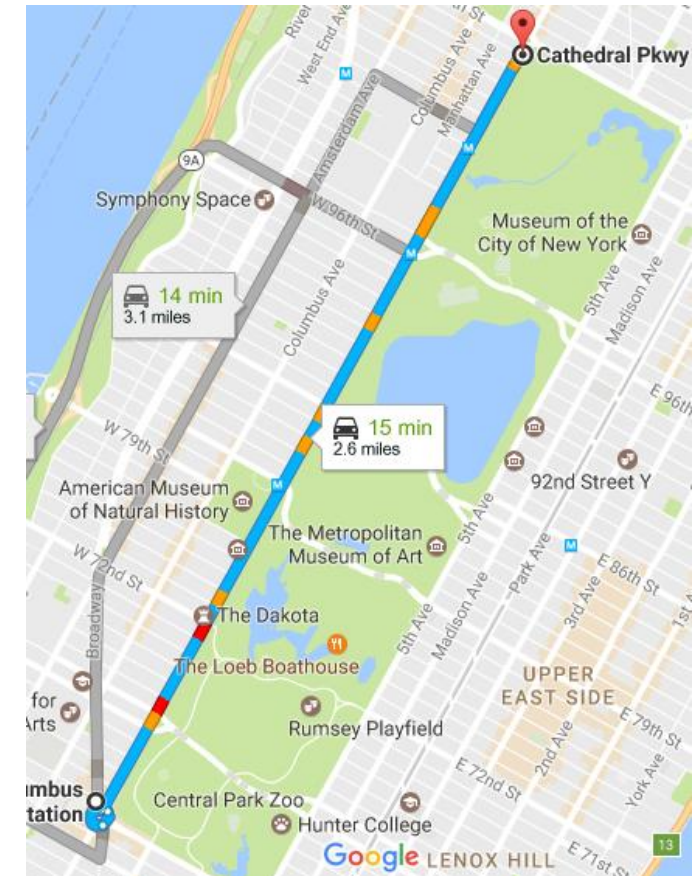 River
West End Ave
Columbus Ave
Manhattan Ave
St
Cathedral Pkwy
M
Amsterdam Ave
M
9A
Symphony Space
W 96th St
M
Museum of the
City of New York
5th Ave
Madison Ave
14 min
3.1 miles
Columbus Ave
E 96th
15 min
2.6 miles
W 79th St
M
92nd Street Y
American Museum
of Natural History
The Metropolitan
Museum of Art
5th Ave
Park Ave
M
E 86th St
W 72nd St
3rd Ave
1st A
The Dakota
5th Ave
Madison Ave
Broadway
The Loeb Boathouse
UPPER
EAST SIDE
for
Arts
Rumsey Playfield
E 79th St
2nd Ave
E 72nd St
York Ave
mbus
tation
Central Park Zoo
Hunter College
Google
LENOX HILL
E 71st S
13